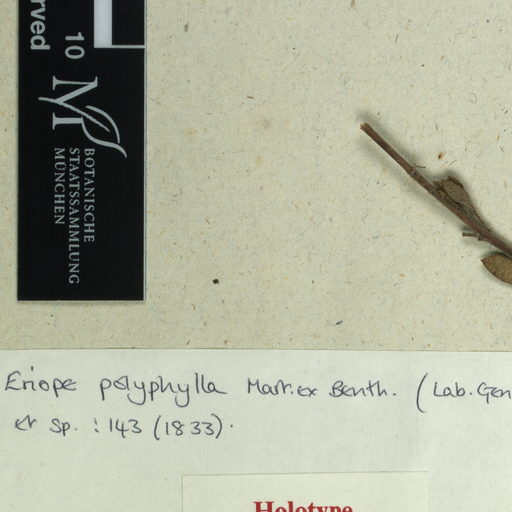 rved
10
M
BOTANISCHE
STAATSSAMMLUNG
MÜNCHEN
Eriope polyphylla Mart. ex Benth. (Lab. Gen
et Sp. : 143 (1833).
Holotype